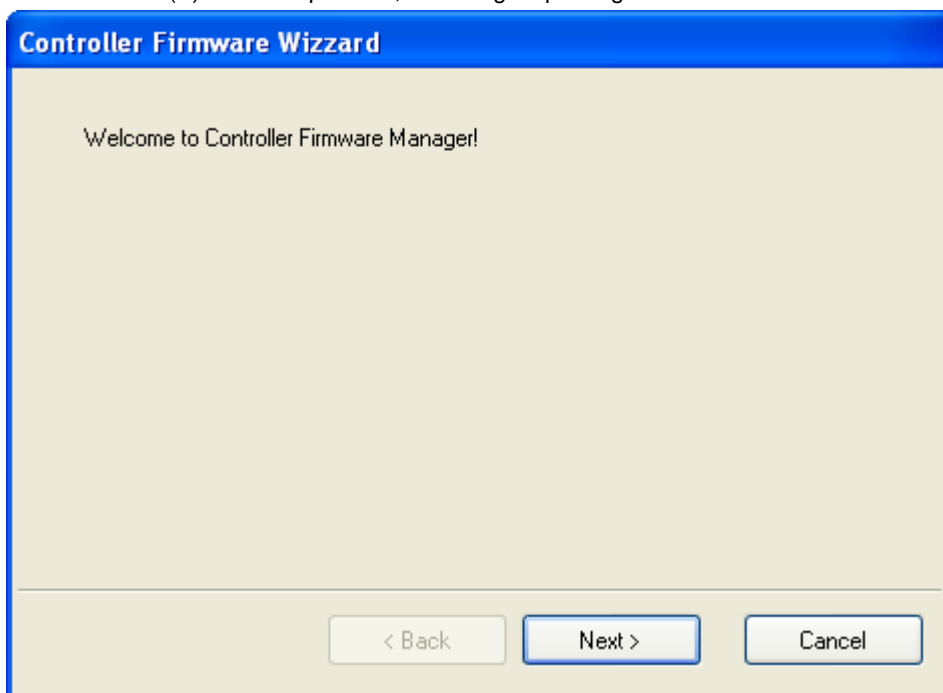 Controller Firmware Wizzard
Welcome to Controller Firmware Manager!
< Back
Next >
Cancel